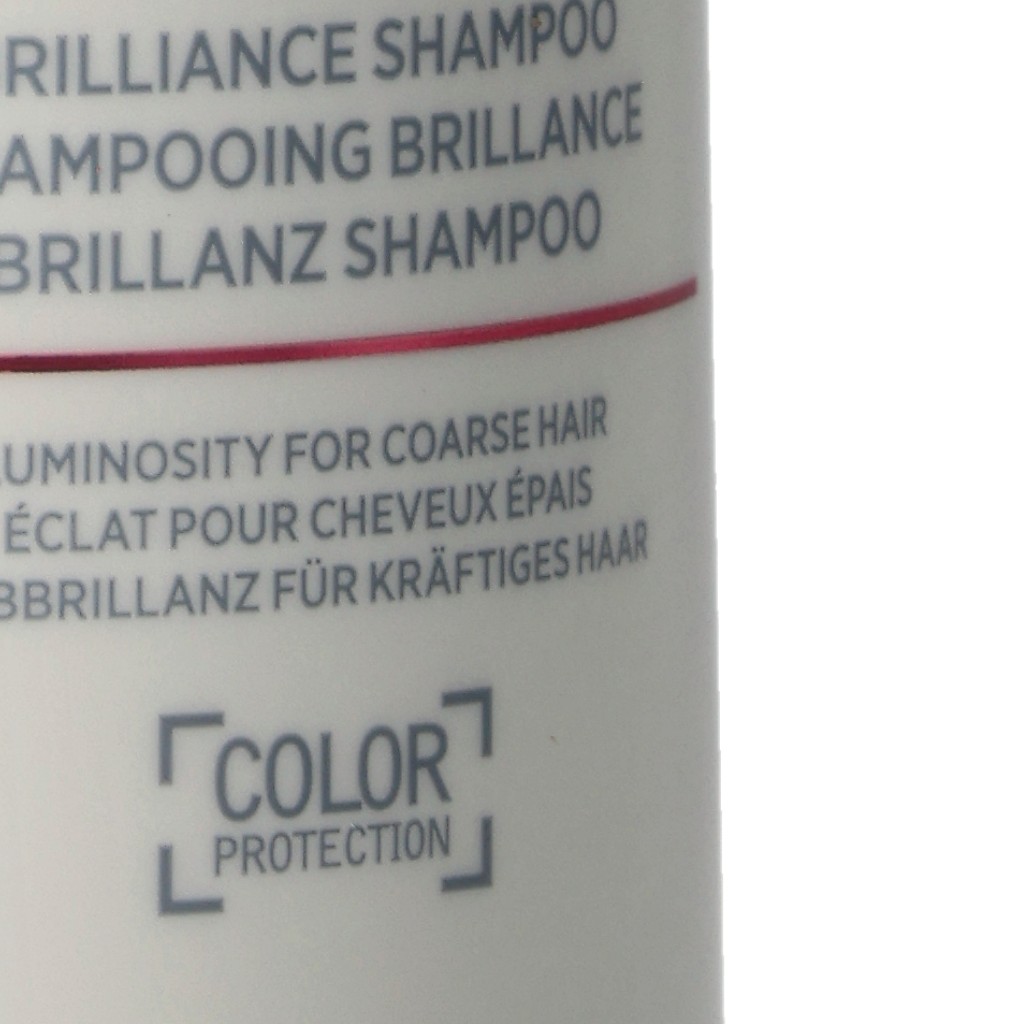 BRILLIANCE SHAMPOO
AMPOOING BRILLANCE
BRILLANZ SHAMPOO
LUMINOSITY FOR COARSE HAIR
ÉCLAT POUR CHEVEUX ÉPAIS
BBRILLANZ FÜR KRÄFTIGES HAAR
COLOR
PROTECTION